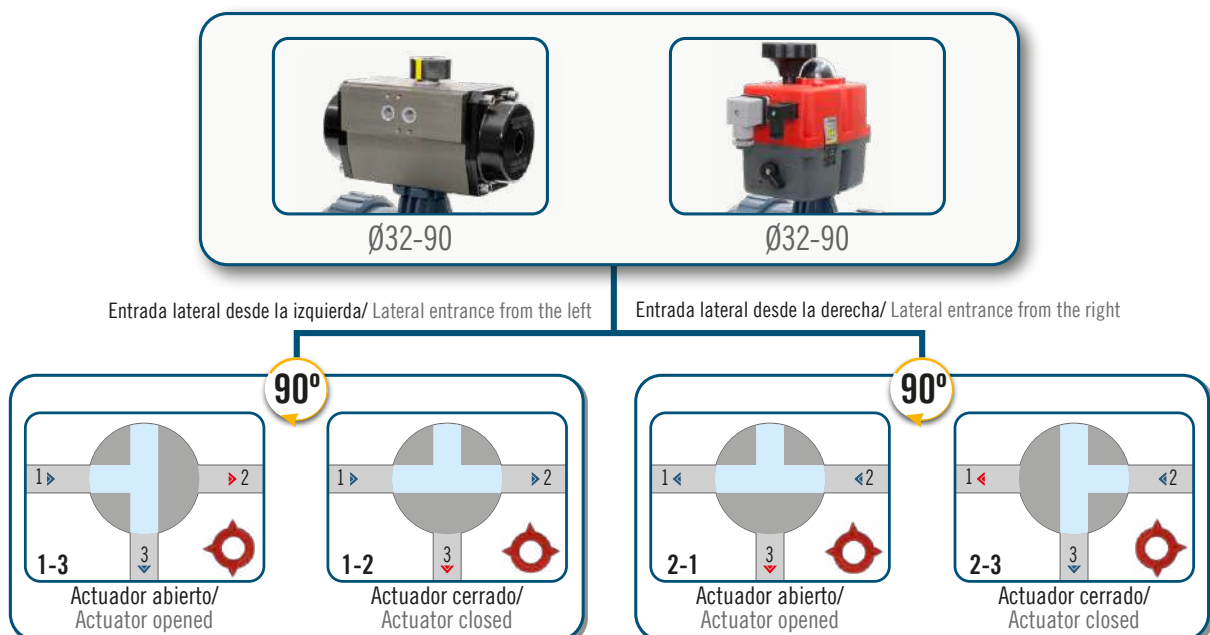 Ø32-90
Ø32-90
Entrada lateral desde la izquierda/ Lateral entrance from the left
Entrada lateral desde la derecha/ Lateral entrance from the right
90º
90º
1
2
3
1-3
Actuador abierto/
Actuator opened
1
2
3
1-2
Actuador cerrado/
Actuator closed
1
2
3
2-1
Actuador abierto/
Actuator opened
1
2
3
2-3
Actuador cerrado/
Actuator closed